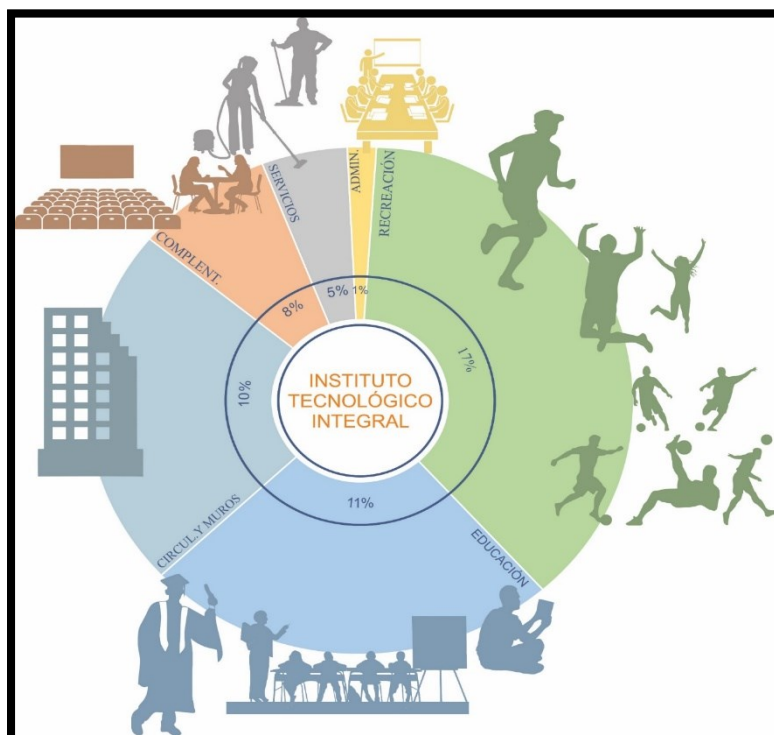 INSTITUTO
TECNOLÓGICO
INTEGRAL
ADMIN.
1%
RECREACIÓN
17%
EDUCACIÓN
11%
CIRCUL.Y MUROS
10%
COMPLENT.
8%
SERVICIOS
5%